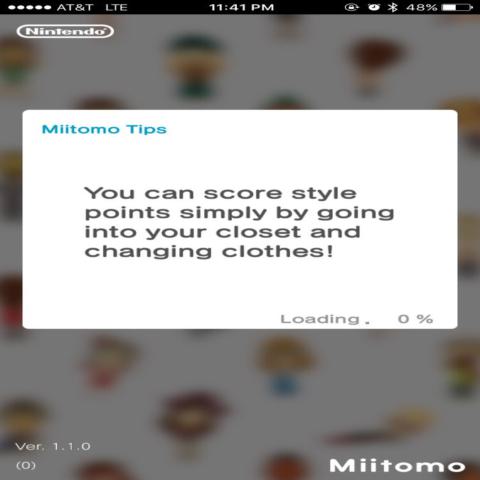 AT&T LTE 11:41 PM 48%
Nintendo
Miitomo Tips
You can score style
points simply by going
into your closet and
changing clothes!
Loading. 0 %
Ver. 1.1.0
(0)
Miitomo